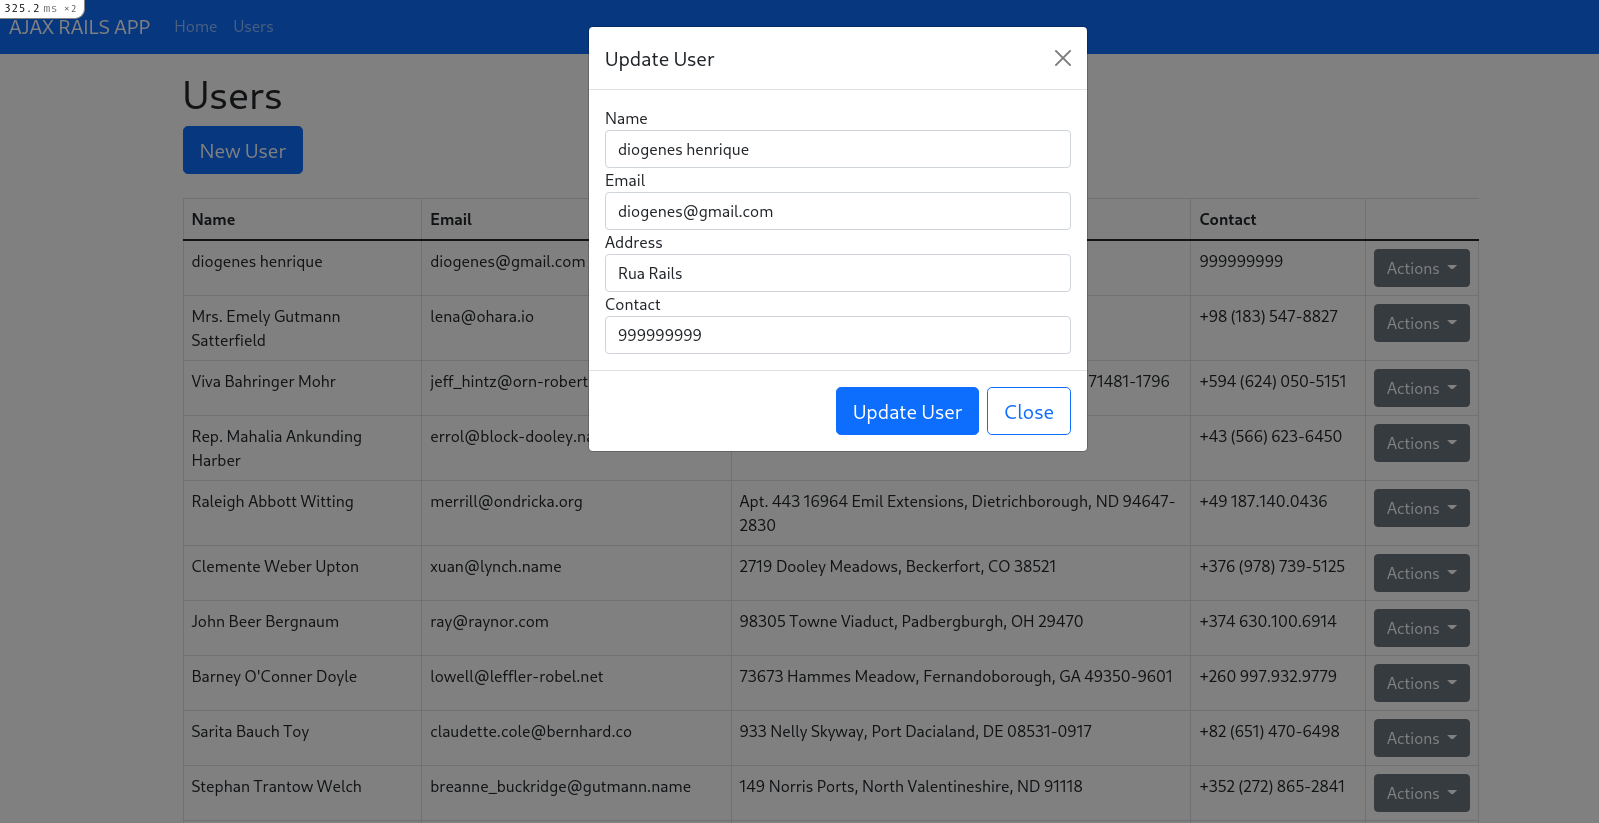 325.2 ms ×2
AJAX RAILS APP Home Users
Update User
Users
New User
Name
diogenes henrique
Email
diogenes@gmail.com
Address
Rua Rails
Contact
999999999
Update User Close
Name Email Contact
diogenes henrique diogenes@gmail.com 999999999 Actions
Mrs. Emely Gutmann lena@ohara.io +98 (183) 547-8827 Actions
Satterfield
Viva Bahringer Mohr jeff_hintz@orn-robert 71481-1796 +594 (624) 050-5151 Actions
Rep. Mahalia Ankunding errol@block-dooley.na +43 (566) 623-6450 Actions
Harber
Raleigh Abbott Witting merrill@ondricka.org Apt. 443 16964 Emil Extensions, Dietrichborough, ND 94647- +49 187.140.0436 Actions
2830
Clemente Weber Upton xuan@lynch.name 2719 Dooley Meadows, Beckerfort, CO 38521 +376 (978) 739-5125 Actions
John Beer Bergnaum ray@raynor.com 98305 Towne Viaduct, Padbergburgh, OH 29470 +374 630.100.6914 Actions
Barney O'Conner Doyle lowell@leffler-robel.net 73673 Hammes Meadow, Fernandoborough, GA 49350-9601 +260 997.932.9779 Actions
Sarita Bauch Toy claudette.cole@bernhard.co 933 Nelly Skyway, Port Dacialand, DE 08531-0917 +82 (651) 470-6498 Actions
Stephan Trantow Welch breanne_buckridge@gutmann.name 149 Norris Ports, North Valentineshire, ND 91118 +352 (272) 865-2841 Actions